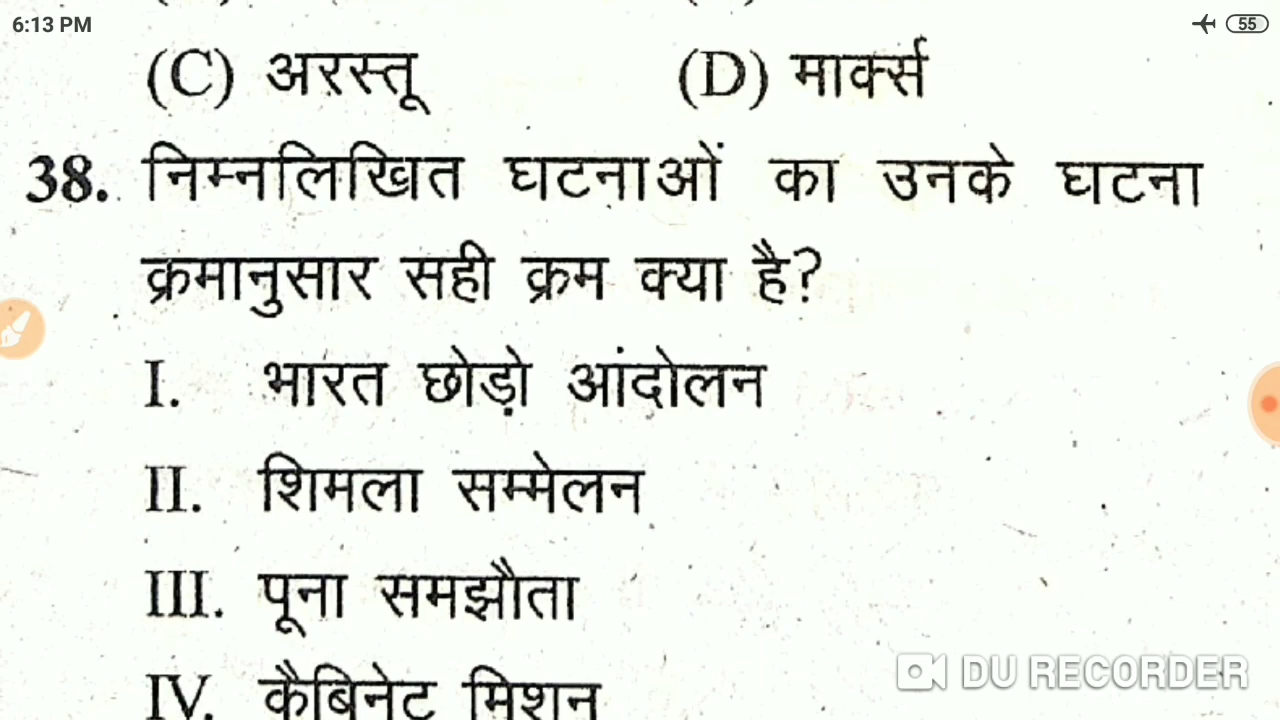 6:13 PM 55
(C) अरस्तू (D) मार्क्स
38. निम्नलिखित घटनाओं का उनके घटना
क्रमानुसार सही क्रम क्या है?
I. भारत छोड़ो आंदोलन
II. शिमला सम्मेलन
III. पूना समझौता
IV. कैबिनेट मिशन
DU RECORDER